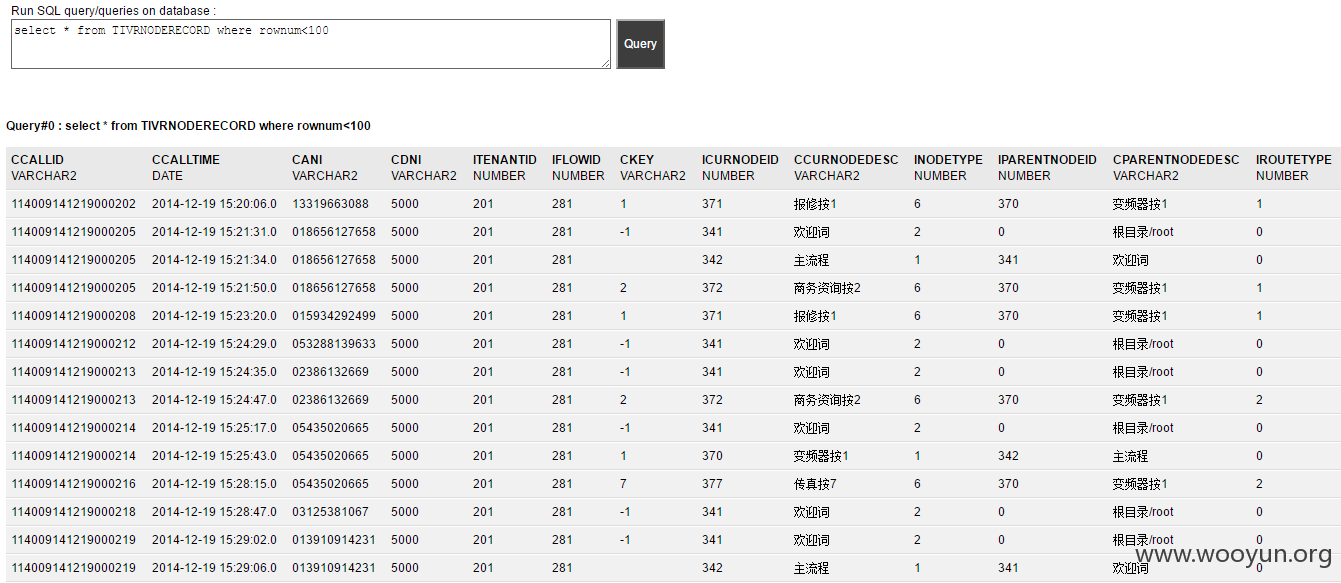 Run SQL query/queries on database :
select * from TIVRNODERECORD where rownum<100
Query
Query#0 : select * from TIVRNODERECORD where rownum<100
CCALLID CCALLTIME CANI CDNI ITENANTID IFLOWID CKEY ICURNODEID CCURNODEDESC INODETYPE IPARENTNODEID CPARENTNODEDESC IROUTETYPE
VARCHAR2 DATE VARCHAR2 VARCHAR2 NUMBER NUMBER VARCHAR2 NUMBER VARCHAR2 NUMBER NUMBER VARCHAR2 NUMBER
114009141219000202 2014-12-19 15:20:06.0 13319663088 5000 201 281 1 371 报修按1 6 370 变频器按1 1
114009141219000205 2014-12-19 15:21:31.0 018656127658 5000 201 281 -1 341 欢迎词 2 0 根目录/root 0
114009141219000205 2014-12-19 15:21:34.0 018656127658 5000 201 281 342 主流程 1 341 欢迎词 0
114009141219000205 2014-12-19 15:21:50.0 018656127658 5000 201 281 2 372 商务资询按2 6 370 变频器按1 1
114009141219000208 2014-12-19 15:23:20.0 015934292499 5000 201 281 1 371 报修按1 6 370 变频器按1 1
114009141219000212 2014-12-19 15:24:29.0 053288139633 5000 201 281 -1 341 欢迎词 2 0 根目录/root 0
114009141219000213 2014-12-19 15:24:35.0 02386132669 5000 201 281 -1 341 欢迎词 2 0 根目录/root 0
114009141219000213 2014-12-19 15:24:47.0 02386132669 5000 201 281 2 372 商务资询按2 6 370 变频器按1 2
114009141219000214 2014-12-19 15:25:17.0 05435020665 5000 201 281 -1 341 欢迎词 2 0 根目录/root 0
114009141219000214 2014-12-19 15:25:43.0 05435020665 5000 201 281 1 370 变频器按1 1 342 主流程 0
114009141219000216 2014-12-19 15:28:15.0 05435020665 5000 201 281 7 377 传真按7 6 370 变频器按1 2
114009141219000218 2014-12-19 15:28:47.0 03125381067 5000 201 281 -1 341 欢迎词 2 0 根目录/root 0
114009141219000219 2014-12-19 15:29:02.0 013910914231 5000 201 281 -1 341 欢迎词 2 0 根目录/root 0
114009141219000219 2014-12-19 15:29:06.0 013910914231 5000 201 281 342 主流程 1 341 欢迎词 0
www.wooyun.org